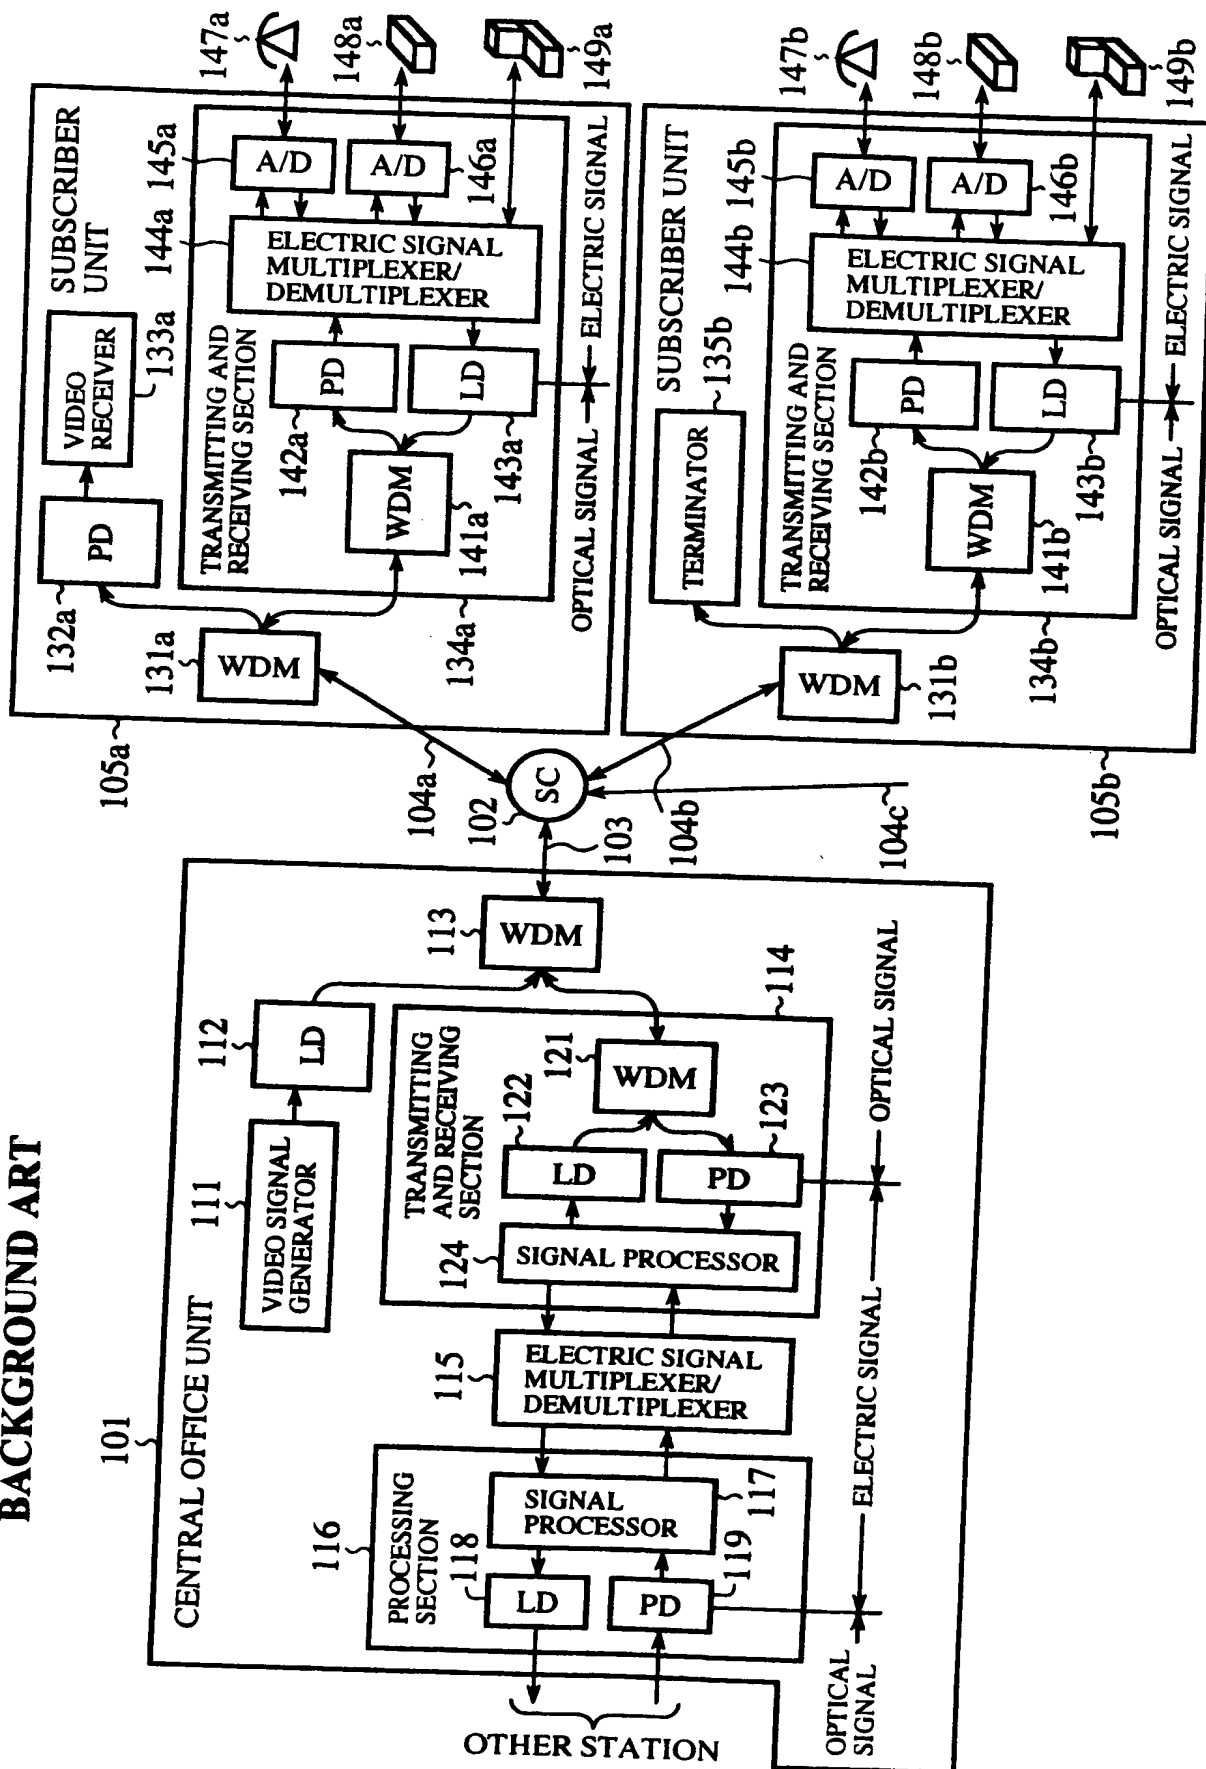 BACKGROUND ART
101
CENTRAL OFFICE UNIT
111
VIDEO SIGNAL
GENERATOR
112
LD
113
WDM
114
TRANSMITTING
AND RECEIVING
SECTION
121
WDM
122
LD
123
PD
124
SIGNAL PROCESSOR
115
ELECTRIC SIGNAL
MULTIPLEXER/
DEMULTIPLEXER
116
PROCESSING
SECTION
SIGNAL
PROCESSOR
117
118
LD
PD
119
OTHER STATION
OPTICAL
SIGNAL
ELECTRIC SIGNAL
OPTICAL SIGNAL
102
SC
103
104a
104b
104c
105a
SUBSCRIBER
UNIT
131a
WDM
132a
PD
VIDEO
RECEIVER
133a
134a
TRANSMITTING AND
RECEIVING SECTION
WDM
141a
142a
PD
LD
143a
144a
ELECTRIC SIGNAL
MULTIPLEXER/
DEMULTIPLEXER
145a
A/D
A/D
146a
147a
148a
149a
OPTICAL SIGNAL
ELECTRIC SIGNAL
105b
SUBSCRIBER UNIT
WDM
131b
TERMINATOR
135b
134b
TRANSMITTING AND
RECEIVING SECTION
WDM
141b
142b
PD
LD
143b
144b
ELECTRIC SIGNAL
MULTIPLEXER/
DEMULTIPLEXER
145b
A/D
A/D
146b
147b
148b
149b
OPTICAL SIGNAL
ELECTRIC SIGNAL